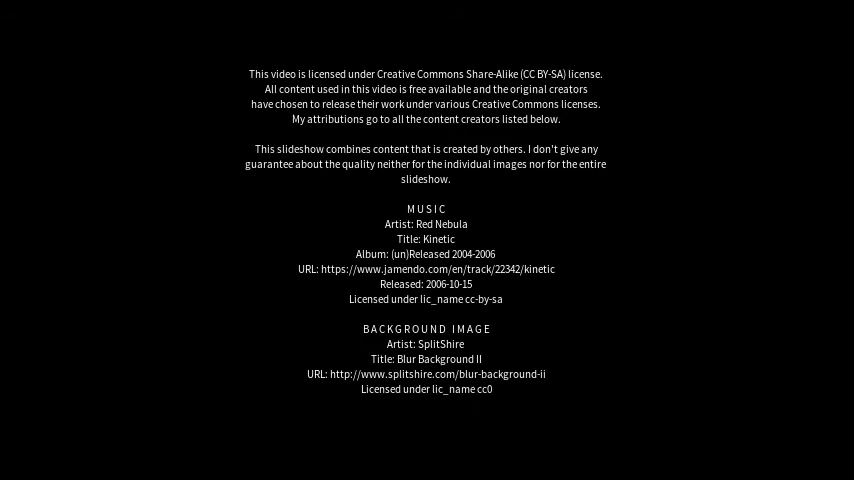 This video is licensed under Creative Commons Share-Alike (CC BY-SA) license.
All content used in this video is free available and the original creators
have chosen to release their work under various Creative Commons licenses.
My attributions go to all the content creators listed below.
This slideshow combines content that is created by others. I don't give any
guarantee about the quality neither for the individual images nor for the entire
slideshow.
MUSIC
Artist: Red Nebula
Title: Kinetic
Album: (un)Released 2004-2006
URL: https://www.jamendo.com/en/track/22342/kinetic
Released: 2006-10-15
Licensed under lic_name cc-by-sa
BACKGROUND IMAGE
Artist: SplitShire
Title: Blur Background II
URL: http://www.splitshire.com/blur-background-ii
Licensed under lic_name cc0